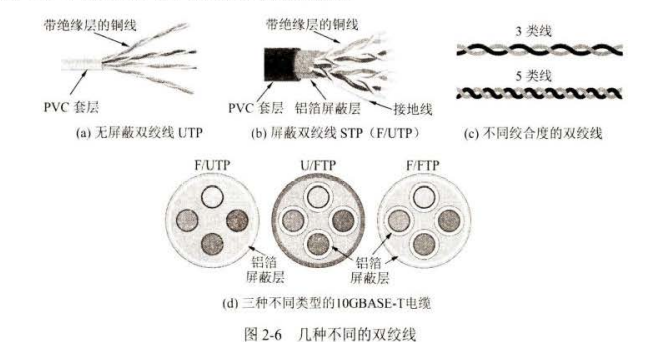 带绝缘层的铜线
PVC 套层
(a) 无屏蔽双绞线 UTP
带绝缘层的铜线
PVC 套层 铝箔屏蔽层 接地线
(b) 屏蔽双绞线 STP（F/UTP）
3 类线
5 类线
(c) 不同绞合度的双绞线
F/UTP U/FTP F/FTP
铝箔
屏蔽层
铝箔
屏蔽层
(d) 三种不同类型的10GBASE-T电缆
图 2-6 几种不同的双绞线